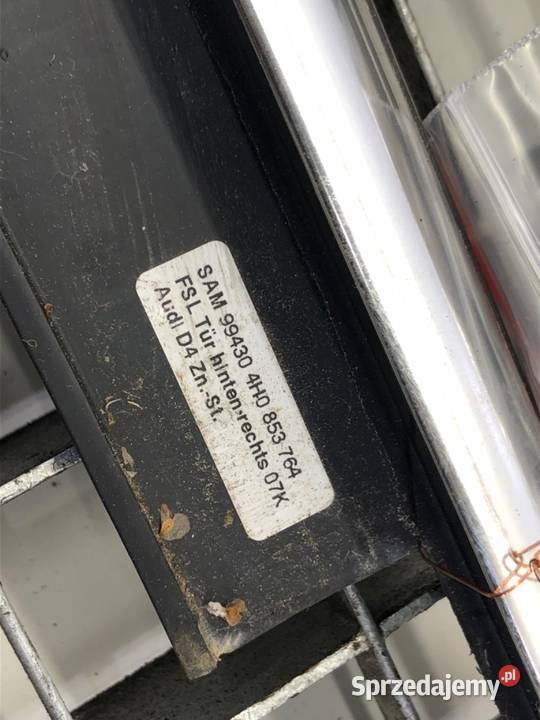 SAM 99430 4H0 853 764
FSL Tür hinten-rechts 07K
Audi D4 Zn.-St.
Sprzedajemy.pl